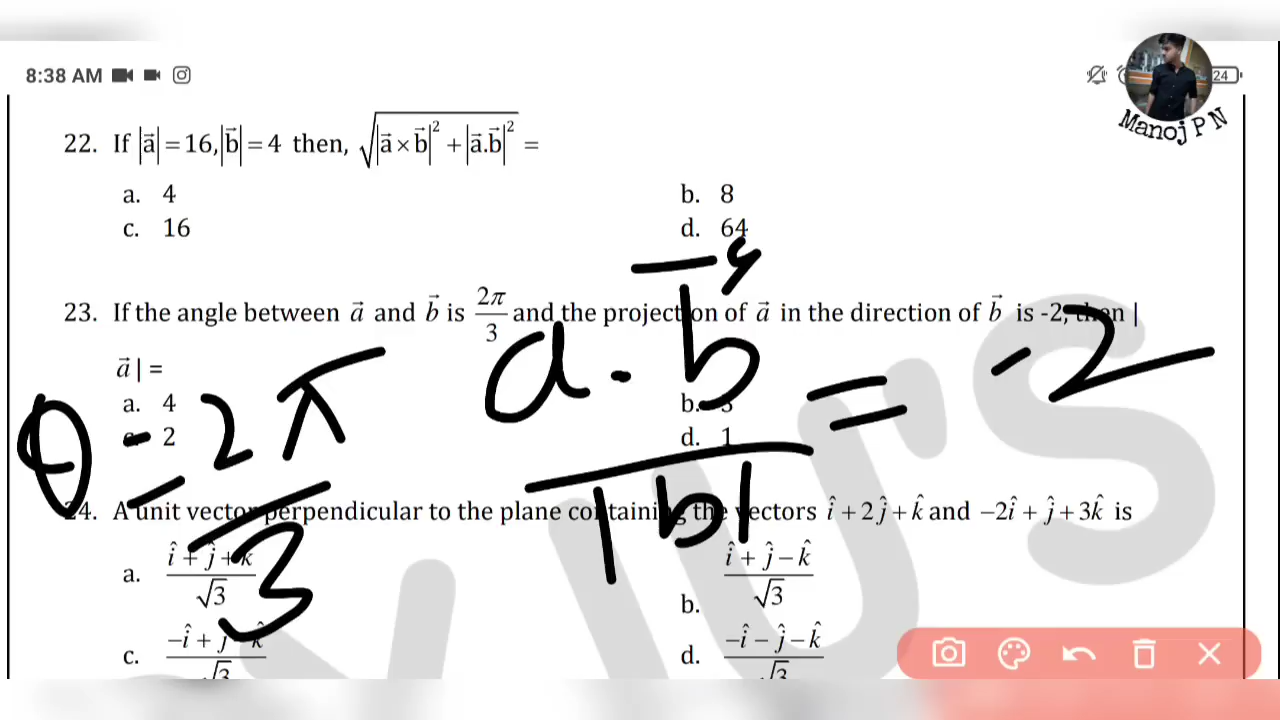 8:38 AM
24
Manoj P N
22. If |a⃗| = 16, |b⃗| = 4 then, √(|a⃗ × b⃗|² + |a⃗.b⃗|²) =
a. 4
b. 8
c. 16
d. 64
23. If the angle between a⃗ and b⃗ is 2π/3 and the projection of a⃗ in the direction of b⃗ is -2, then |
a⃗ | =
a. 4
b. 3
c. 2
d. 1
θ = 2π/3
a · b / |b| = -2
24. A unit vector perpendicular to the plane containing the vectors î + 2ĵ + k̂ and −2î + ĵ + 3k̂ is
a. (î + ĵ + k̂)/√3
b. (î + ĵ − k̂)/√3
c. (−î + ĵ − k̂)/√3
d. (−î − ĵ − k̂)/√3